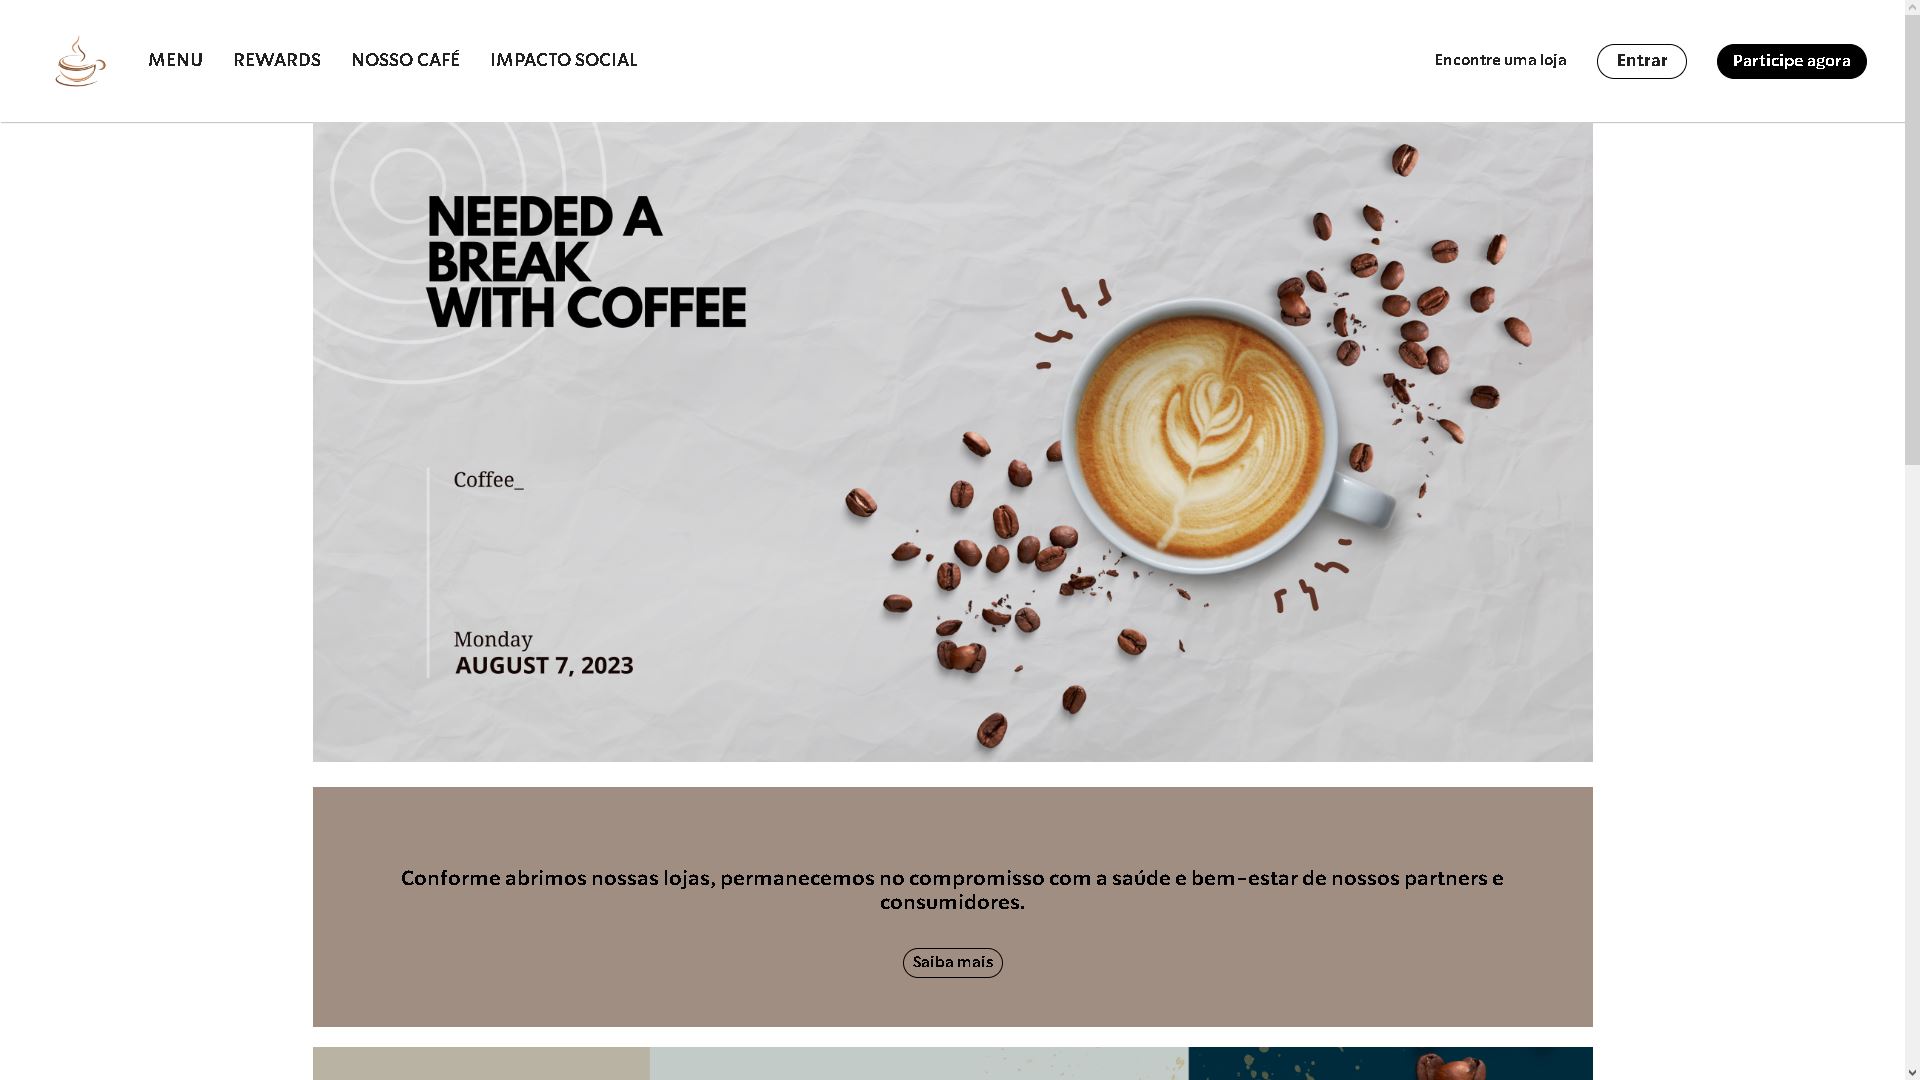 MENU
REWARDS
NOSSO CAFÉ
IMPACTO SOCIAL
Encontre uma loja
Entrar
Participe agora
NEEDED A
BREAK
WITH COFFEE
Coffee_
Monday
AUGUST 7, 2023
Conforme abrimos nossas lojas, permanecemos no compromisso com a saúde e bem-estar de nossos partners e
consumidores.
Saiba mais